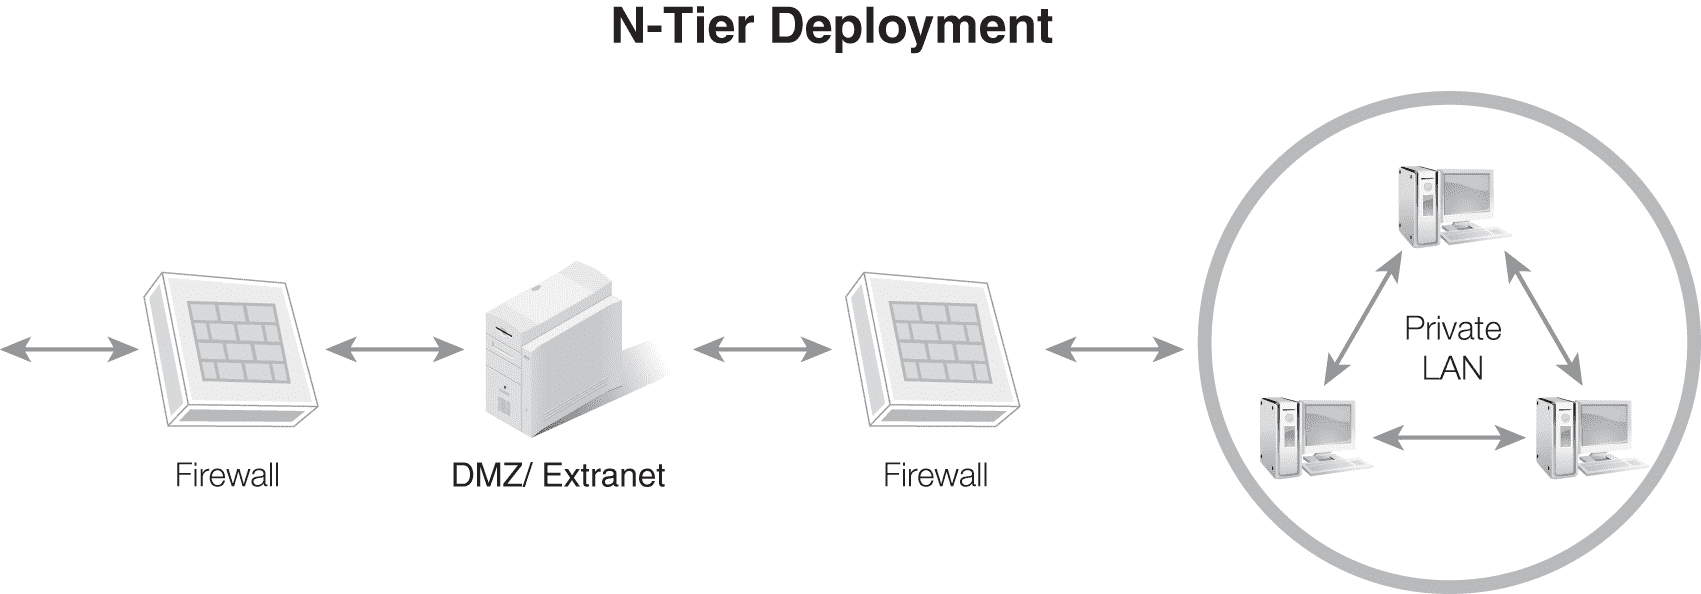 N-Tier Deployment
Private
LAN
Firewall
DMZ/ Extranet
Firewall